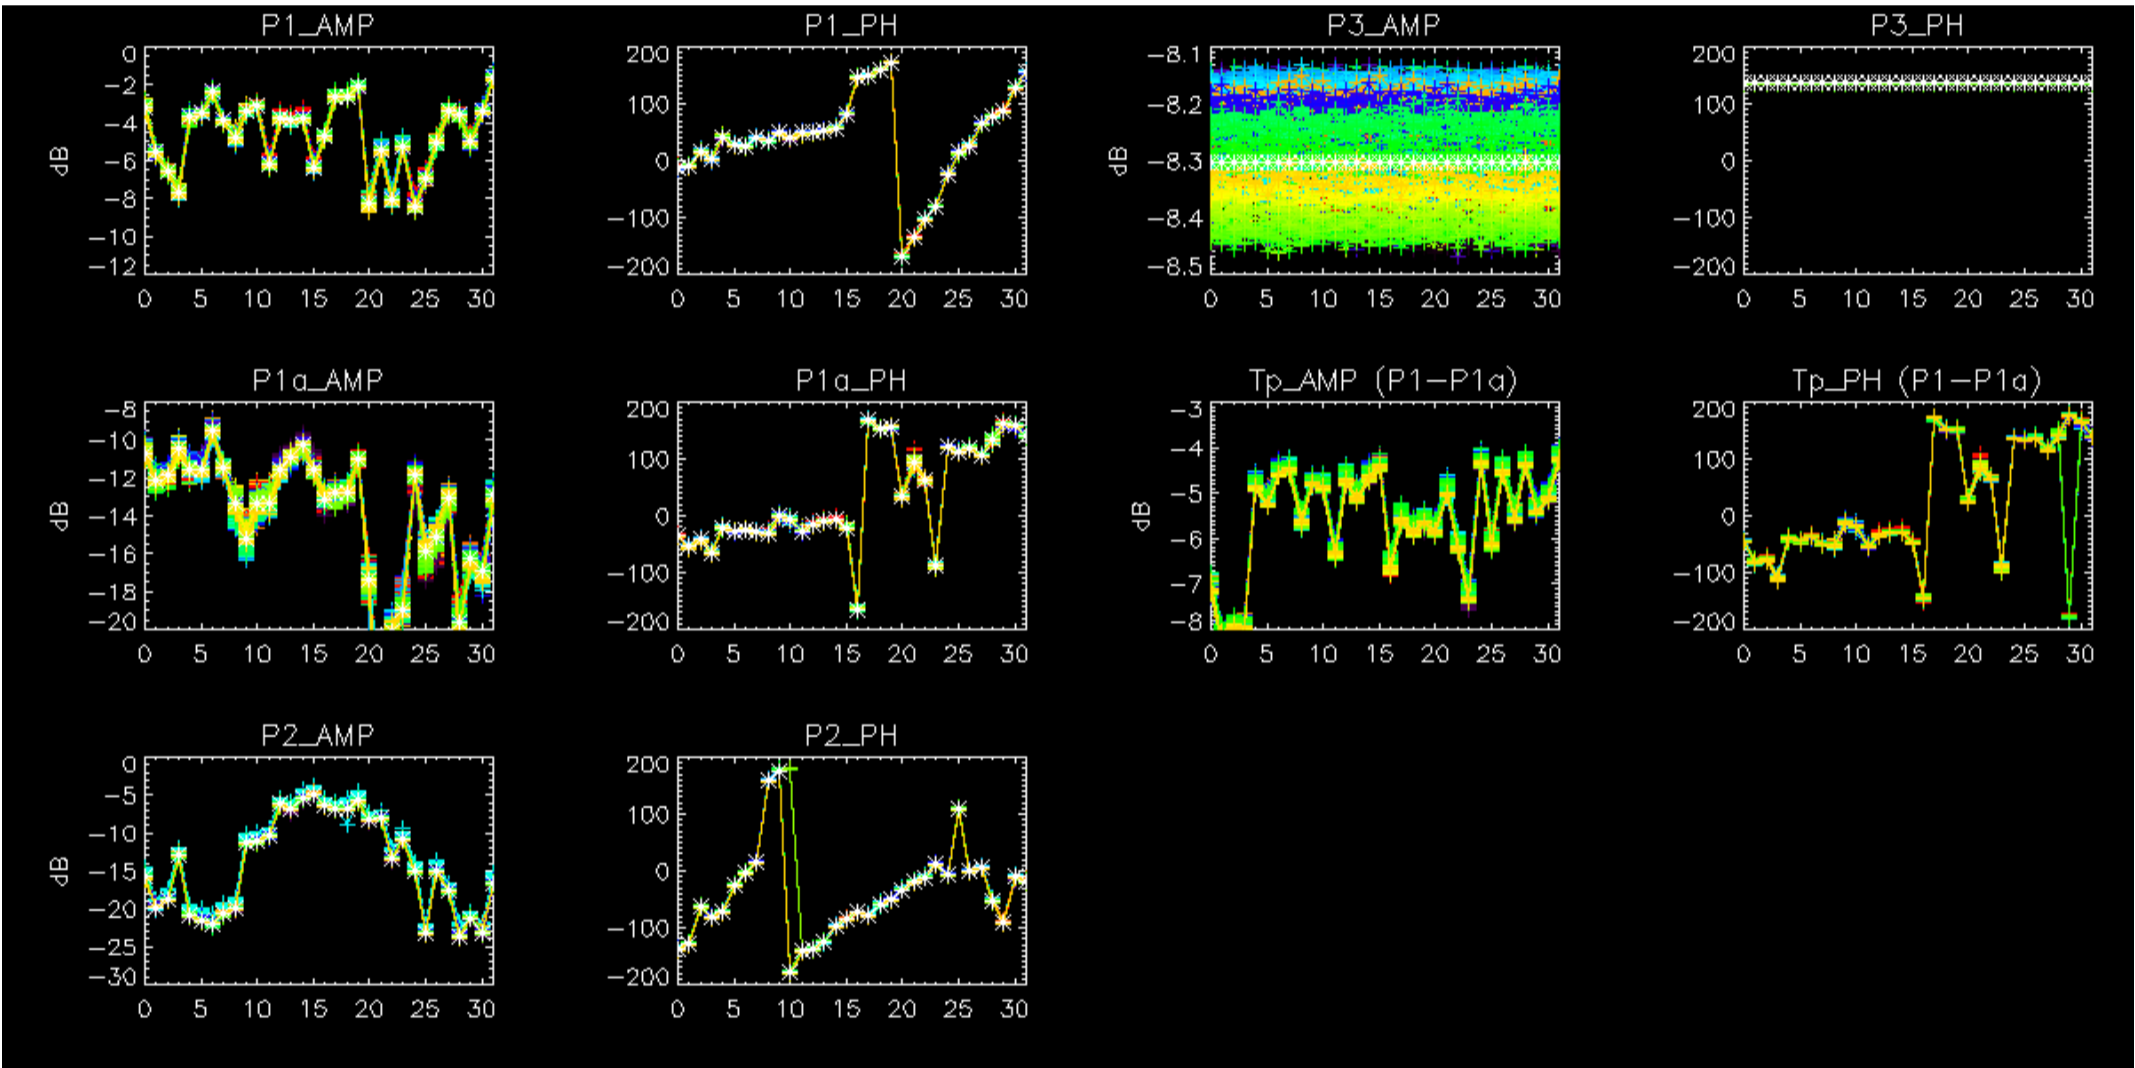 P1_AMP P1_PH P3_AMP P3_PH
0 200 −8.1 200
−2
−4 100 −8.2 100
dB −6 0 dB −8.3 0
−8
−10 −100 −8.4 −100
−12 −200 −8.5 −200
0 5 10 15 20 25 30 0 5 10 15 20 25 30 0 5 10 15 20 25 30 0 5 10 15 20 25 30
P1a_AMP P1a_PH Tp_AMP (P1−P1a) Tp_PH (P1−P1a)
−8 200 −3 200
−10 100 −4 100
−12
dB −14 0 dB −5 0
−16 −6
−18 −100 −7 −100
−20 −200 −8 −200
0 5 10 15 20 25 30 0 5 10 15 20 25 30 0 5 10 15 20 25 30 0 5 10 15 20 25 30
P2_AMP P2_PH
0 200
−5 100
−10
dB −15 0
−20 −100
−25
−30 −200
0 5 10 15 20 25 30 0 5 10 15 20 25 30